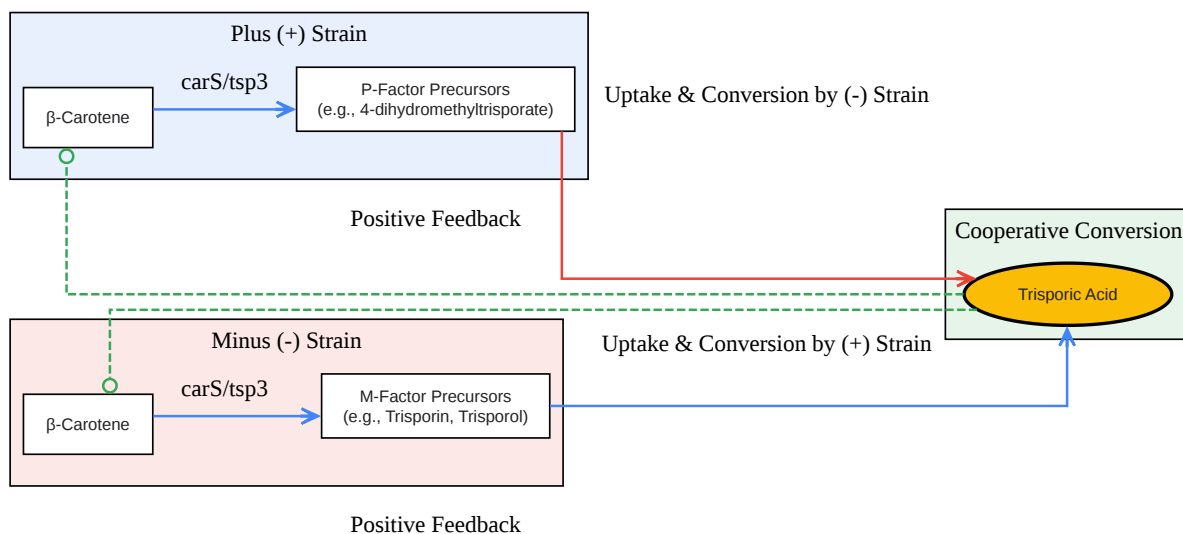 Plus (+) Strain
carS/tsp3
β-Carotene
P-Factor Precursors
(e.g., 4-dihydromethyltrisporate)
Uptake & Conversion by (-) Strain
Positive Feedback
Cooperative Conversion
Trisporic Acid
Minus (-) Strain
Uptake & Conversion by (+) Strain
carS/tsp3
β-Carotene
M-Factor Precursors
(e.g., Trisporin, Trisporol)
Positive Feedback